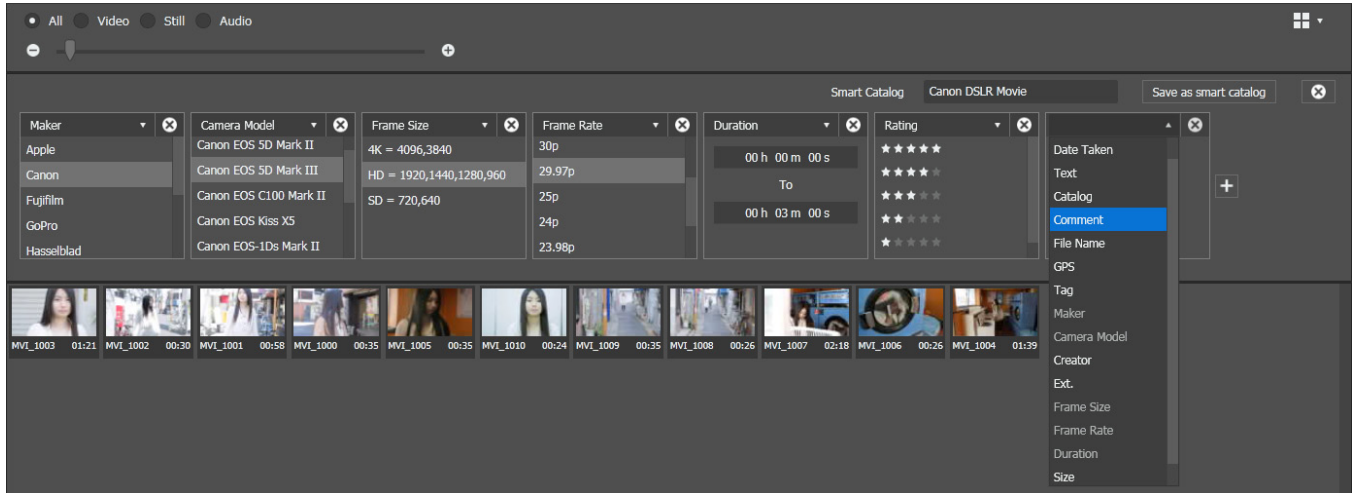 All Video Still Audio
Smart Catalog Canon DSLR Movie Save as smart catalog
Maker
Apple
Canon
Fujifilm
GoPro
Hasselblad
Camera Model
Canon EOS 5D Mark II
Canon EOS 5D Mark III
Canon EOS C100 Mark II
Canon EOS Kiss X5
Canon EOS-1Ds Mark II
Frame Size
4K = 4096,3840
HD = 1920,1440,1280,960
SD = 720,640
Frame Rate
30p
29.97p
25p
24p
23.98p
Duration
00 h 00 m 00 s
To
00 h 03 m 00 s
Rating
Date Taken
Text
Catalog
Comment
File Name
GPS
Tag
Maker
Camera Model
Creator
Ext.
Frame Size
Frame Rate
Duration
Size
MVI_1003 01:21 MVI_1002 00:30 MVI_1001 00:58 MVI_1000 00:35 MVI_1005 00:35 MVI_1010 00:24 MVI_1009 00:35 MVI_1008 00:26 MVI_1007 02:18 MVI_1006 00:26 MVI_1004 01:39